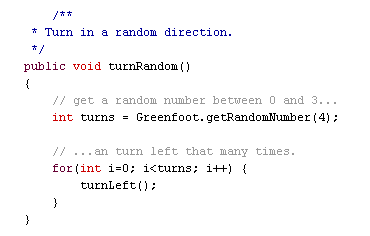 /**
* Turn in a random direction.
*/
public void turnRandom()
{
// get a random number between 0 and 3...
int turns = Greenfoot.getRandomNumber(4);
// ...an turn left that many times.
for(int i=0; i<turns; i++) {
turnLeft();
}
}